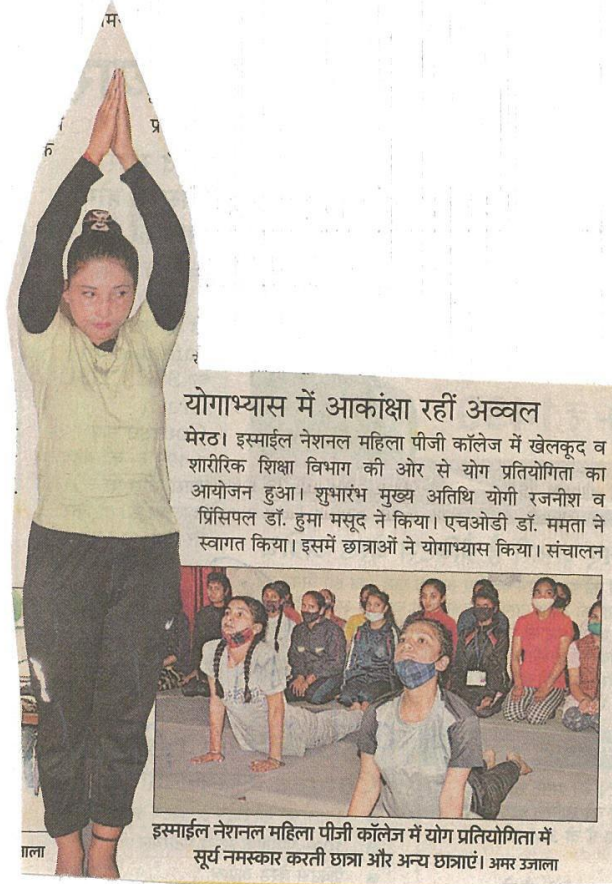 योगाभ्यास में आकांक्षा रहीं अव्वल
मेरठ। इस्माईल नेशनल महिला पीजी कॉलेज में खेलकूद व
शारीरिक शिक्षा विभाग की ओर से योग प्रतियोगिता का
आयोजन हुआ। शुभारंभ मुख्य अतिथि योगी रजनीश व
प्रिंसिपल डॉ. हुमा मसूद ने किया। एचओडी डॉ. ममता ने
स्वागत किया। इसमें छात्राओं ने योगाभ्यास किया। संचालन
इस्माईल नेशनल महिला पीजी कॉलेज में योग प्रतियोगिता में
सूर्य नमस्कार करती छात्रा और अन्य छात्राएं। अमर उजाला